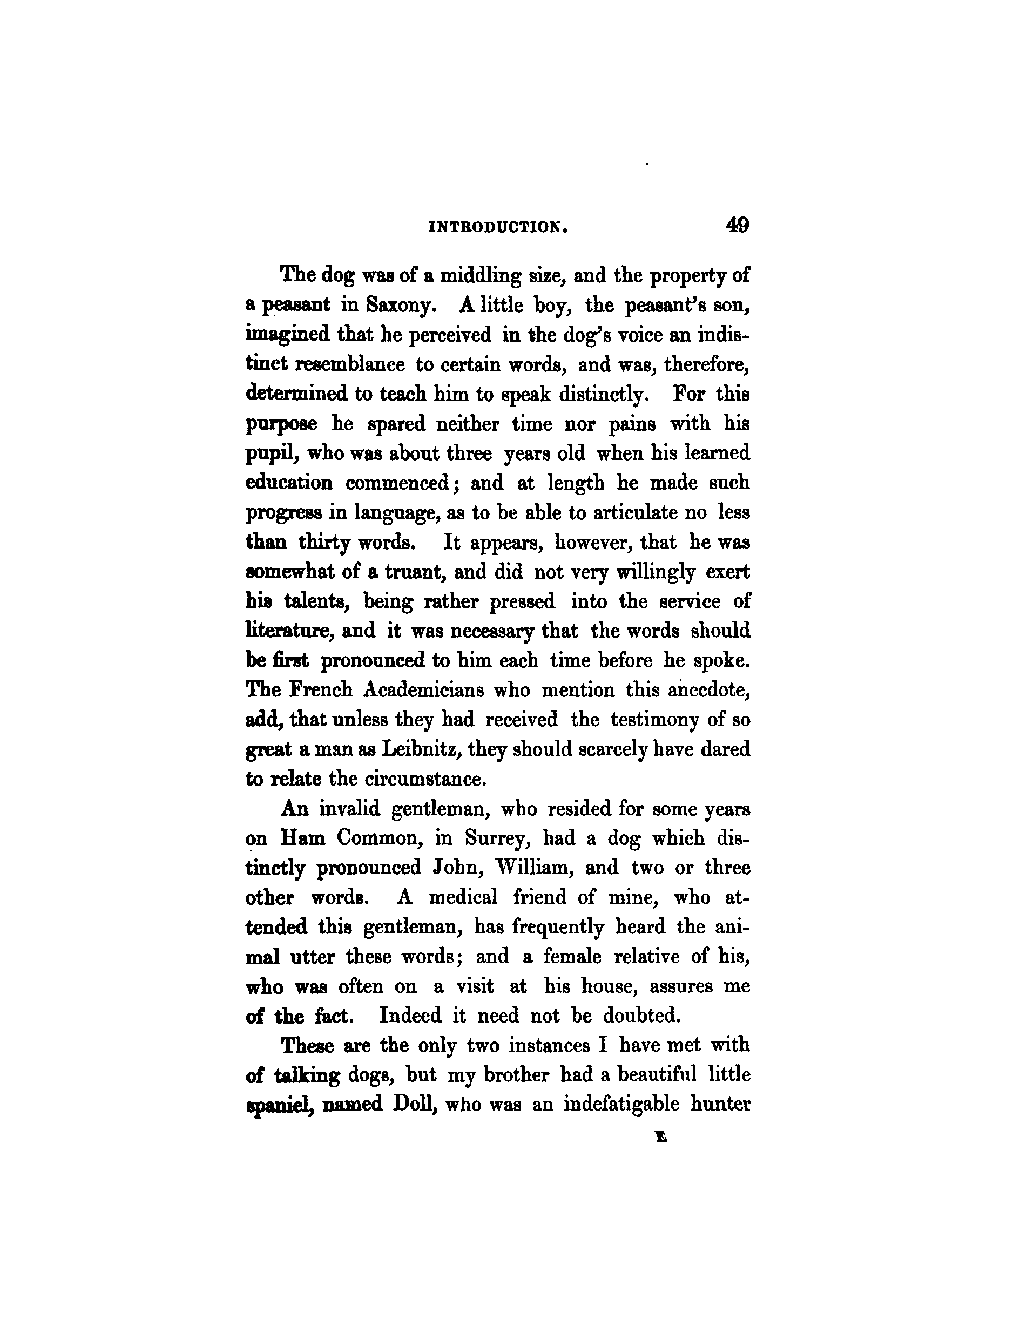 INTRODUCTION. 49
The dog was of a middling size, and the property of
a peasant in Saxony. A little boy, the peasant's son,
imagined that he perceived in the dog's voice an indis-
tinct resemblance to certain words, and was, therefore,
determined to teach him to speak distinctly. For this
purpose he spared neither time nor pains with his
pupil, who was about three years old when his learned
education commenced; and at length he made such
progress in language, as to be able to articulate no less
than thirty words. It appears, however, that he was
somewhat of a truant, and did not very willingly exert
his talents, being rather pressed into the service of
literature, and it was necessary that the words should
be first pronounced to him each time before he spoke.
The French Academicians who mention this anecdote,
add, that unless they had received the testimony of so
great a man as Leibnitz, they should scarcely have dared
to relate the circumstance.
An invalid gentleman, who resided for some years
on Ham Common, in Surrey, had a dog which dis-
tinctly pronounced John, William, and two or three
other words. A medical friend of mine, who at-
tended this gentleman, has frequently heard the ani-
mal utter these words; and a female relative of his,
who was often on a visit at his house, assures me
of the fact. Indeed it need not be doubted.
These are the only two instances I have met with
of talking dogs, but my brother had a beautiful little
spaniel, named Doll, who was an indefatigable hunter
E